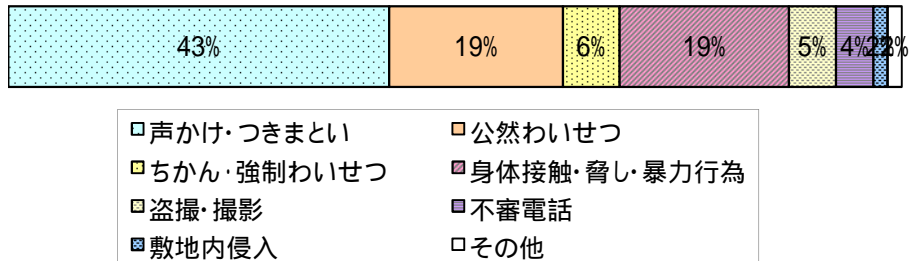 43% 19% 6% 19% 5% 4% 2% 2%
声かけ・つきまとい 公然わいせつ
ちかん・強制わいせつ 身体接触・脅し・暴力行為
盗撮・撮影 不審電話
敷地内侵入 その他